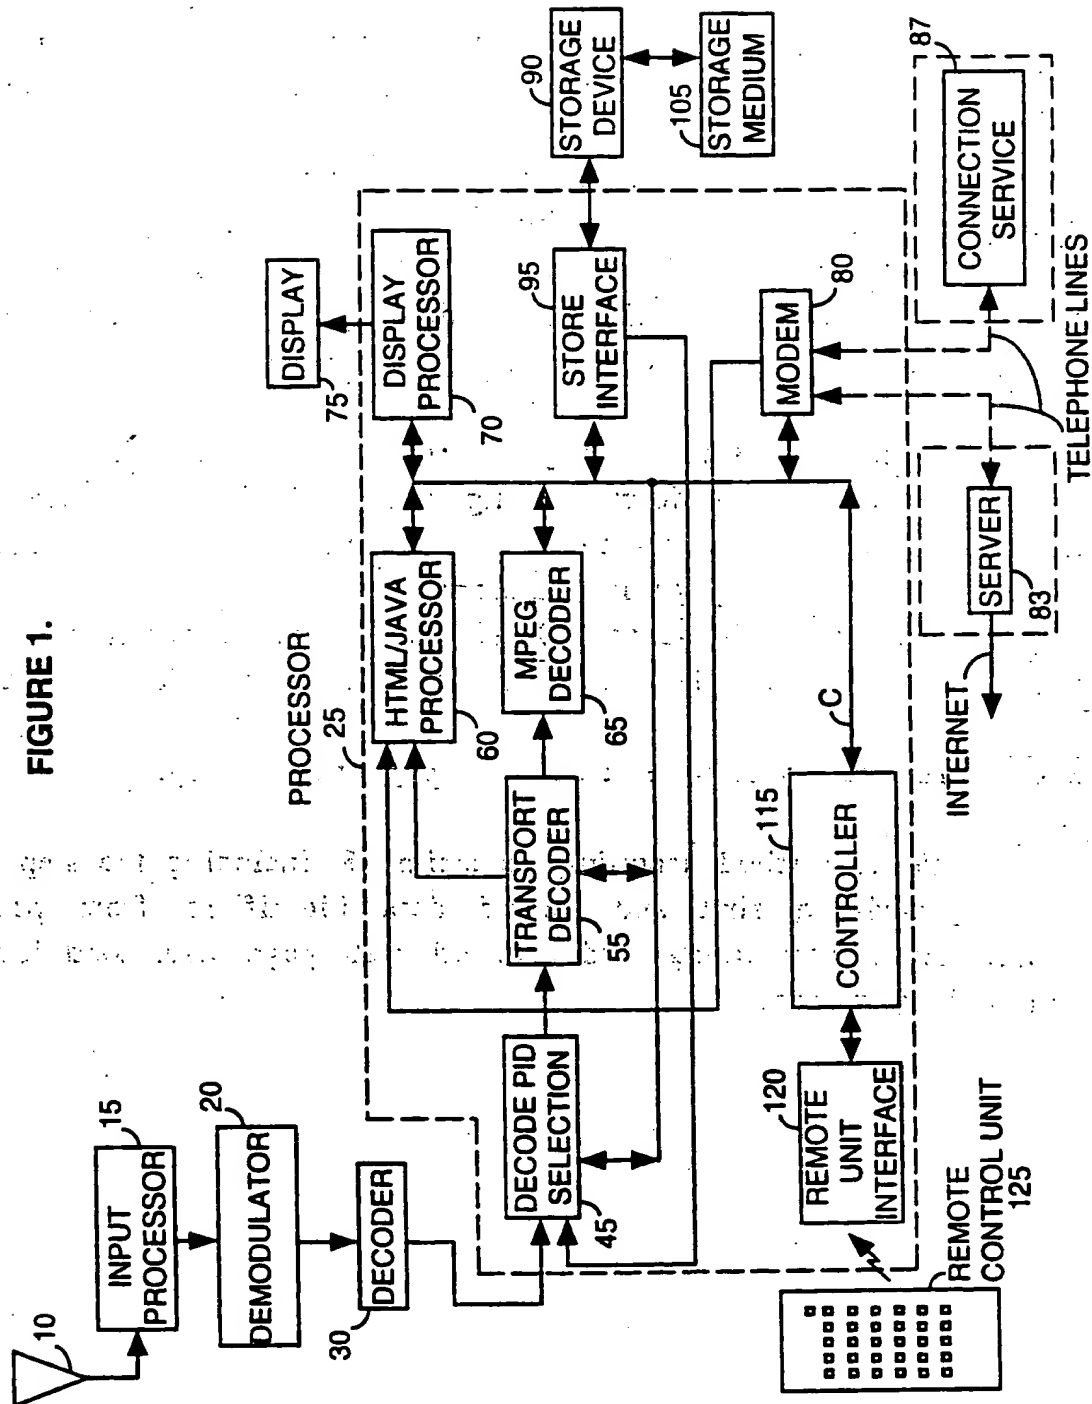 FIGURE 1.
10
INPUT
PROCESSOR
15
DEMODULATOR
20
DECODER
30
PROCESSOR
25
DECODE PID
SELECTION
45
TRANSPORT
DECODER
55
HTML/JAVA
PROCESSOR
60
MPEG
DECODER
65
DISPLAY
75
DISPLAY
PROCESSOR
70
STORE
INTERFACE
95
STORAGE
DEVICE
90
STORAGE
MEDIUM
105
MODEM
80
CONTROLLER
115
C
REMOTE
UNIT
INTERFACE
120
REMOTE
CONTROL UNIT
125
INTERNET
SERVER
83
TELEPHONE LINES
CONNECTION
SERVICE
87